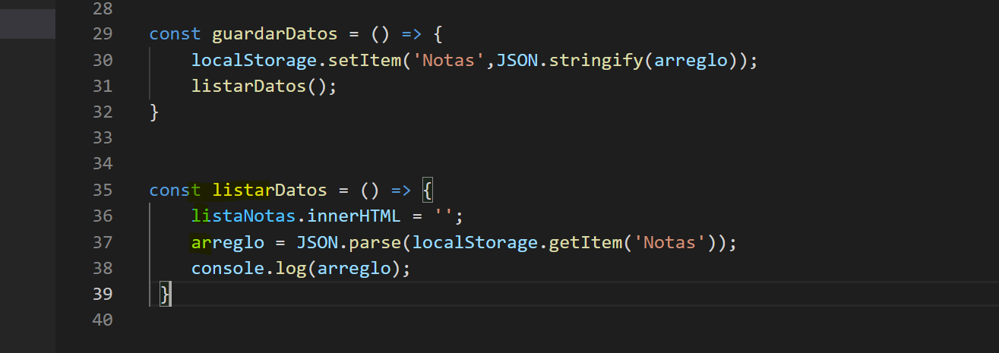 28
29 const guardarDatos = () => {
30 localStorage.setItem('Notas',JSON.stringify(arreglo));
31 listarDatos();
32 }
33
34
35 const listarDatos = () => {
36 listaNotas.innerHTML = '';
37 arreglo = JSON.parse(localStorage.getItem('Notas'));
38 console.log(arreglo);
39 }
40